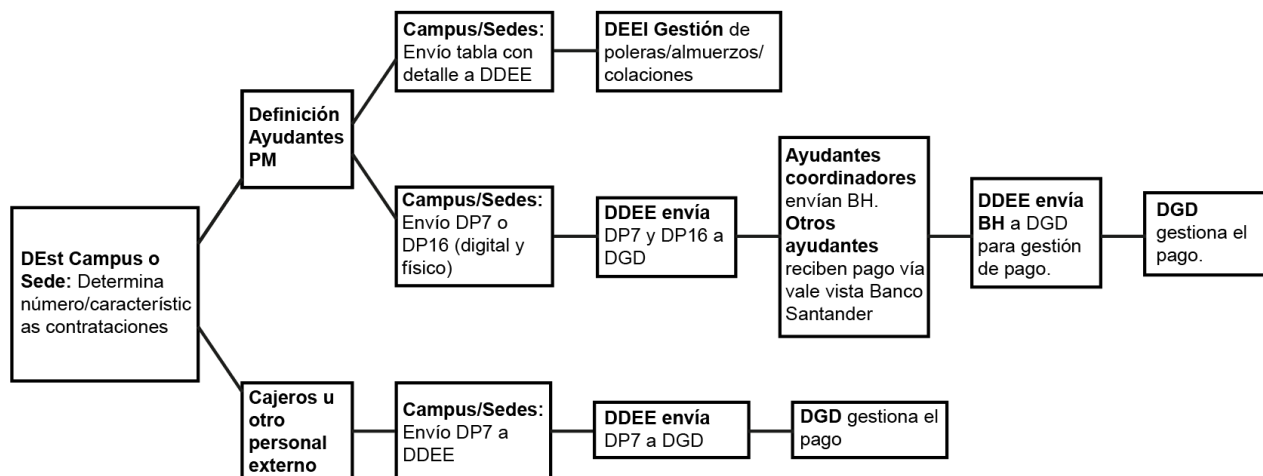 DEst Campus o
Sede: Determina
número/característic
as contrataciones
Definición
Ayudantes
PM
Campus/Sedes:
Envío tabla con
detalle a DDEE
DEEI Gestión de
poleras/almuerzos/
colaciones
Campus/Sedes:
Envío DP7 o
DP16 (digital y
físico)
DDEE envía
DP7 y DP16 a
DGD
Ayudantes
coordinadores
envían BH.
Otros
ayudantes
reciben pago vía
vale vista Banco
Santander
DDEE envía
BH a DGD
para gestión
de pago.
DGD
gestiona el
pago.
Cajeros u
otro
personal
externo
Campus/Sedes:
Envío DP7 a
DDEE
DDEE envía
DP7 a DGD
DGD gestiona el
pago